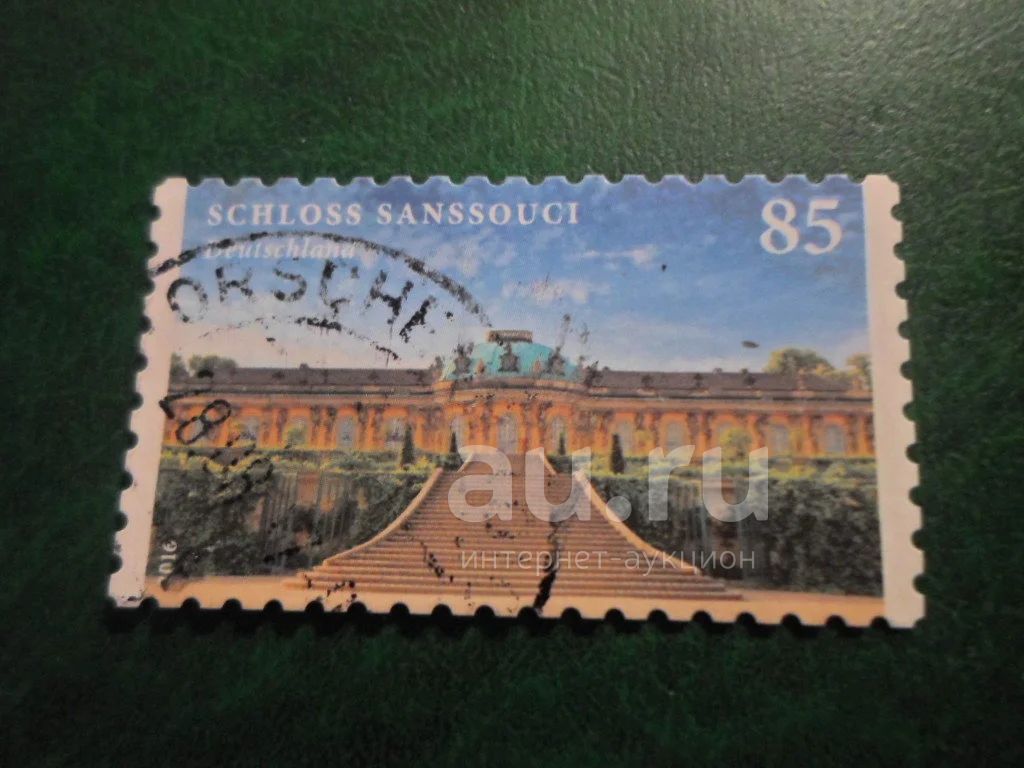 SCHLOSS SANSSOUCI
85
Deutschland
ORSCH
2016
au.ru
интернет-аукцион